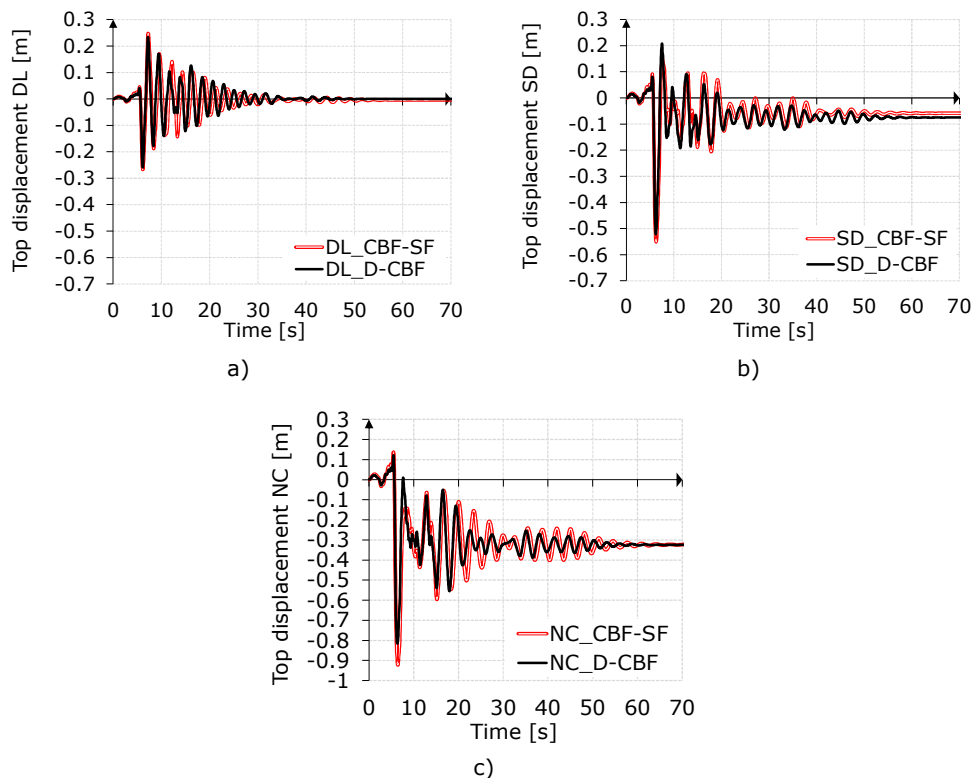 Top displacement DL [m]
0.3
0.2
0.1
0
-0.1
-0.2
-0.3
-0.4
-0.5
-0.6
-0.7
DL_CBF-SF
DL_D-CBF
0 10 20 30 40 50 60 70
Time [s]
a)
Top displacement SD [m]
0.3
0.2
0.1
0
-0.1
-0.2
-0.3
-0.4
-0.5
-0.6
-0.7
SD_CBF-SF
SD_D-CBF
0 10 20 30 40 50 60 70
Time [s]
b)
Top displacement NC [m]
0.3
0.2
0.1
0
-0.1
-0.2
-0.3
-0.4
-0.5
-0.6
-0.7
-0.8
-0.9
-1
NC_CBF-SF
NC_D-CBF
0 10 20 30 40 50 60 70
Time [s]
c)